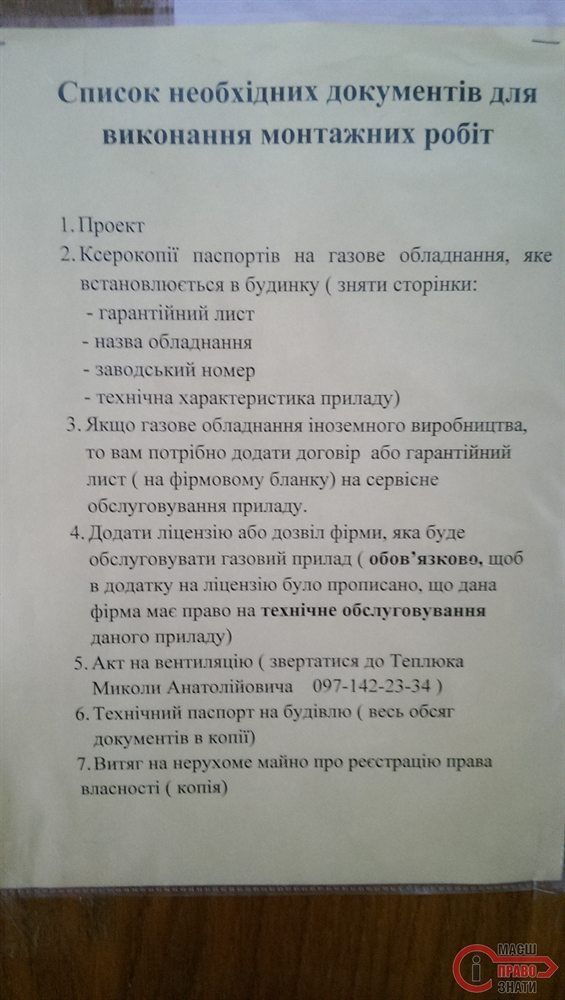 Список необхідних документів для
виконання монтажних робіт
1. Проект
2. Ксерокопії паспортів на газове обладнання, яке
встановлюється в будинку ( зняти сторінки:
- гарантійний лист
- назва обладнання
- заводський номер
- технічна характеристика приладу)
3. Якщо газове обладнання іноземного виробництва,
то вам потрібно додати договір або гарантійний
лист ( на фірмовому бланку) на сервісне
обслуговування приладу.
4. Додати ліцензію або дозвіл фірми, яка буде
обслуговувати газовий прилад ( обов’язково, щоб
в додатку на ліцензію було прописано, що дана
фірма має право на технічне обслуговування
даного приладу)
5. Акт на вентиляцію ( звертатися до Теплюка
Миколи Анатолійовича 097-142-23-34 )
6. Технічний паспорт на будівлю ( весь обсяг
документів в копії)
7. Витяг на нерухоме майно про реєстрацію права
власності ( копія)
МАЄШ
ПРАВО
ЗНАТИ